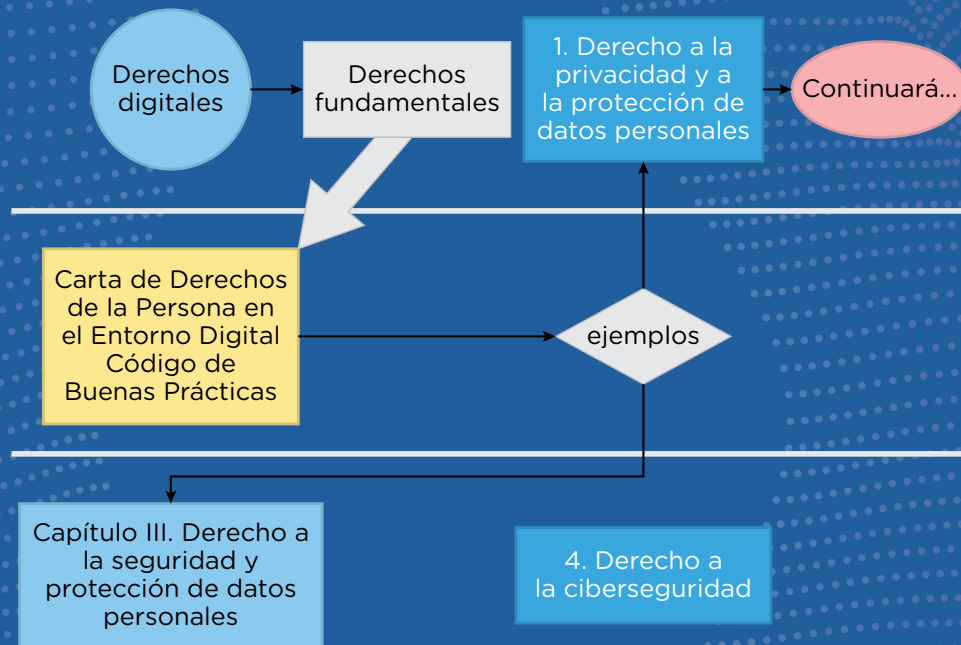 Derechos
digitales
Derechos
fundamentales
1. Derecho a la
privacidad y a
la protección de
datos personales
Continuará...
Carta de Derechos
de la Persona en
el Entorno Digital
Código de
Buenas Prácticas
ejemplos
Capítulo III. Derecho a
la seguridad y
protección de datos
personales
4. Derecho a
la ciberseguridad